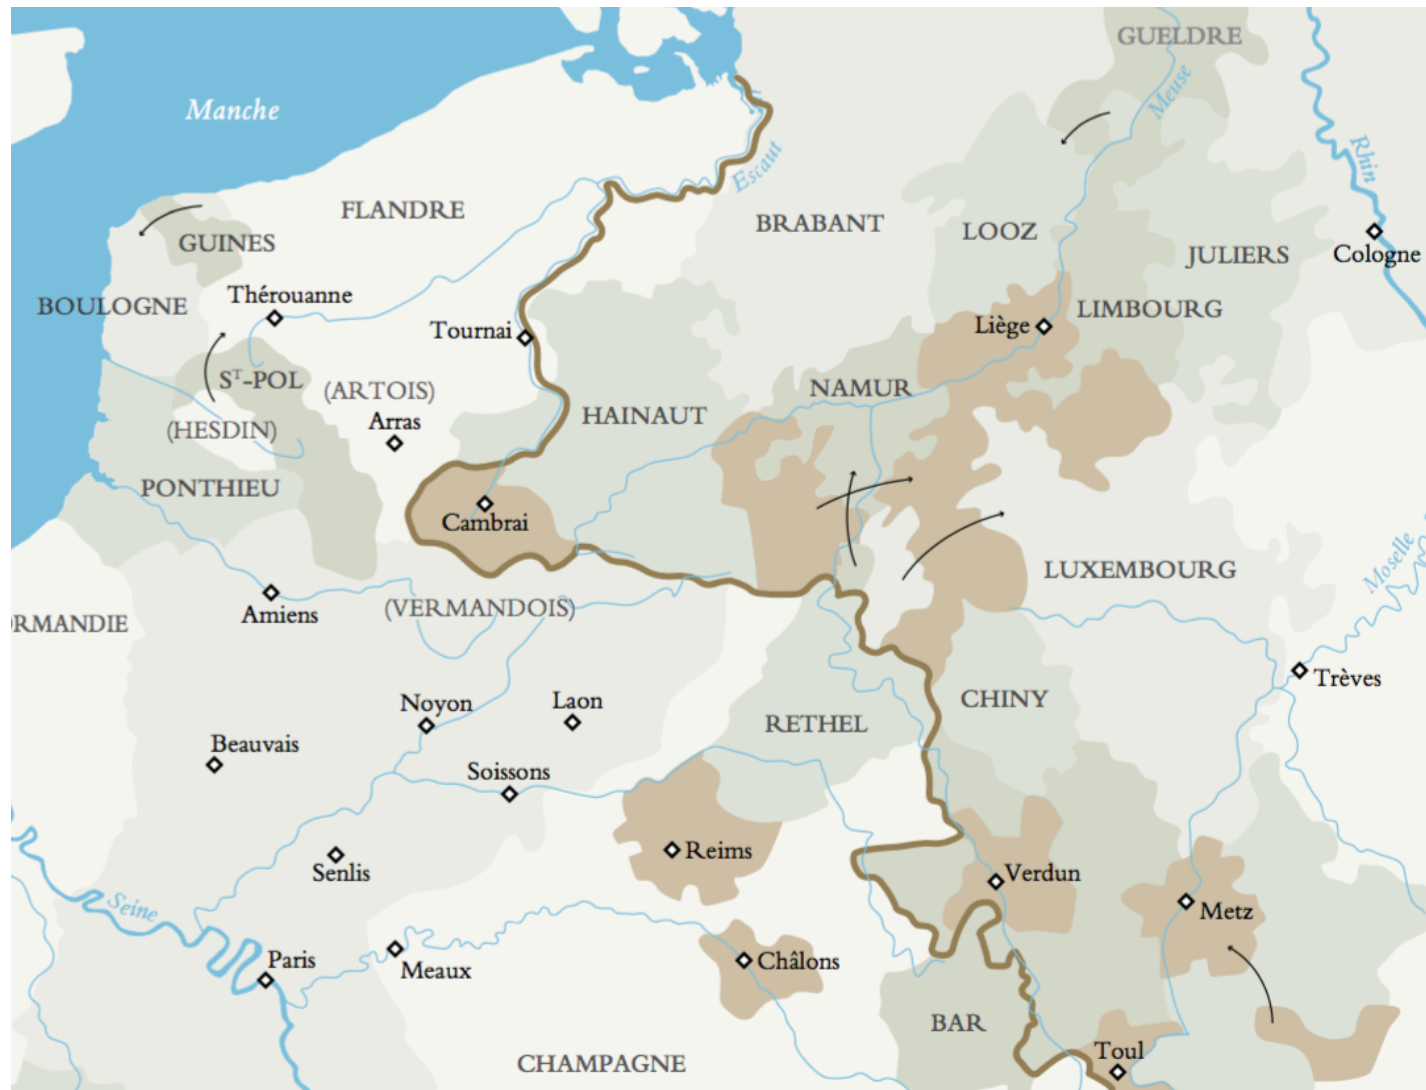 GUELDRE
Meuse
Manche
Rhin
Escaut
FLANDRE
BRABANT
LOOZ
GUINES
JULIERS
Cologne
Thérouanne
BOULOGNE
LIMBOURG
Tournai
Liège
Sᵀ-POL
(ARTOIS)
NAMUR
Arras
HAINAUT
(HESDIN)
PONTHIEU
Cambrai
Moselle
LUXEMBOURG
Amiens
(VERMANDOIS)
RMANDIE
Trèves
Noyon
Laon
CHINY
RETHEL
Beauvais
Soissons
Reims
Senlis
Verdun
Seine
Metz
Paris
Meaux
Châlons
BAR
Toul
CHAMPAGNE